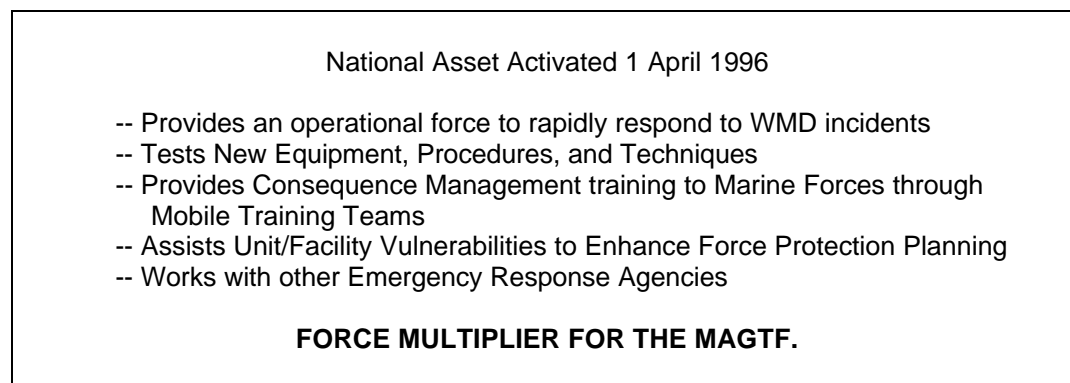 National Asset Activated 1 April 1996
-- Provides an operational force to rapidly respond to WMD incidents
-- Tests New Equipment, Procedures, and Techniques
-- Provides Consequence Management training to Marine Forces through
Mobile Training Teams
-- Assists Unit/Facility Vulnerabilities to Enhance Force Protection Planning
-- Works with other Emergency Response Agencies
FORCE MULTIPLIER FOR THE MAGTF.